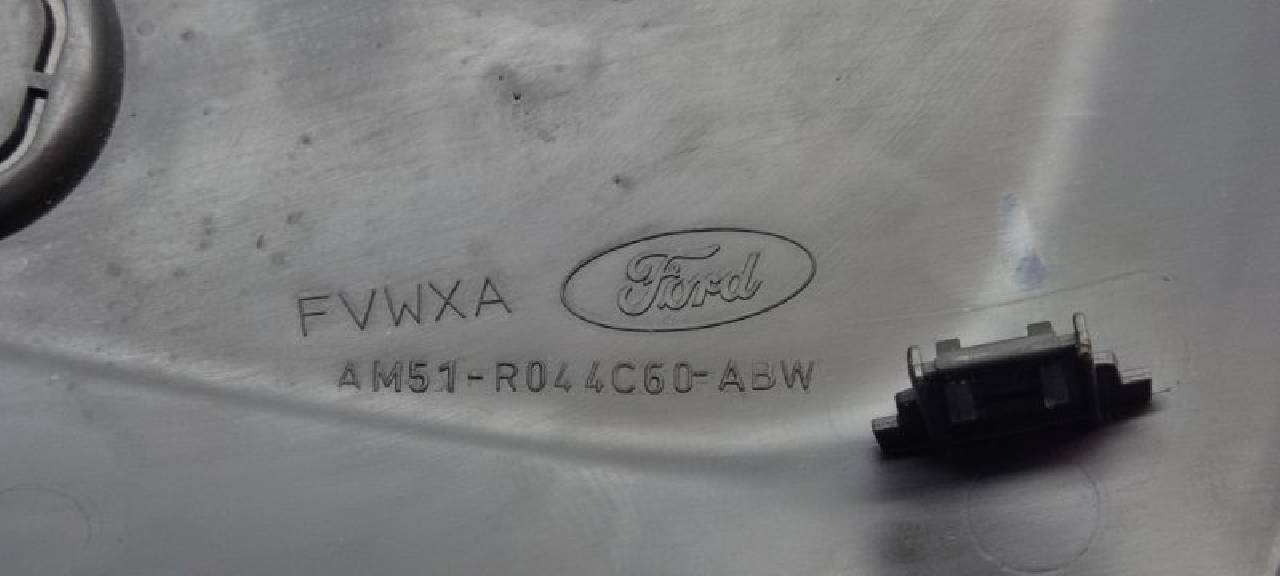 FVWXA Ford
AM51-R044C60-ABW